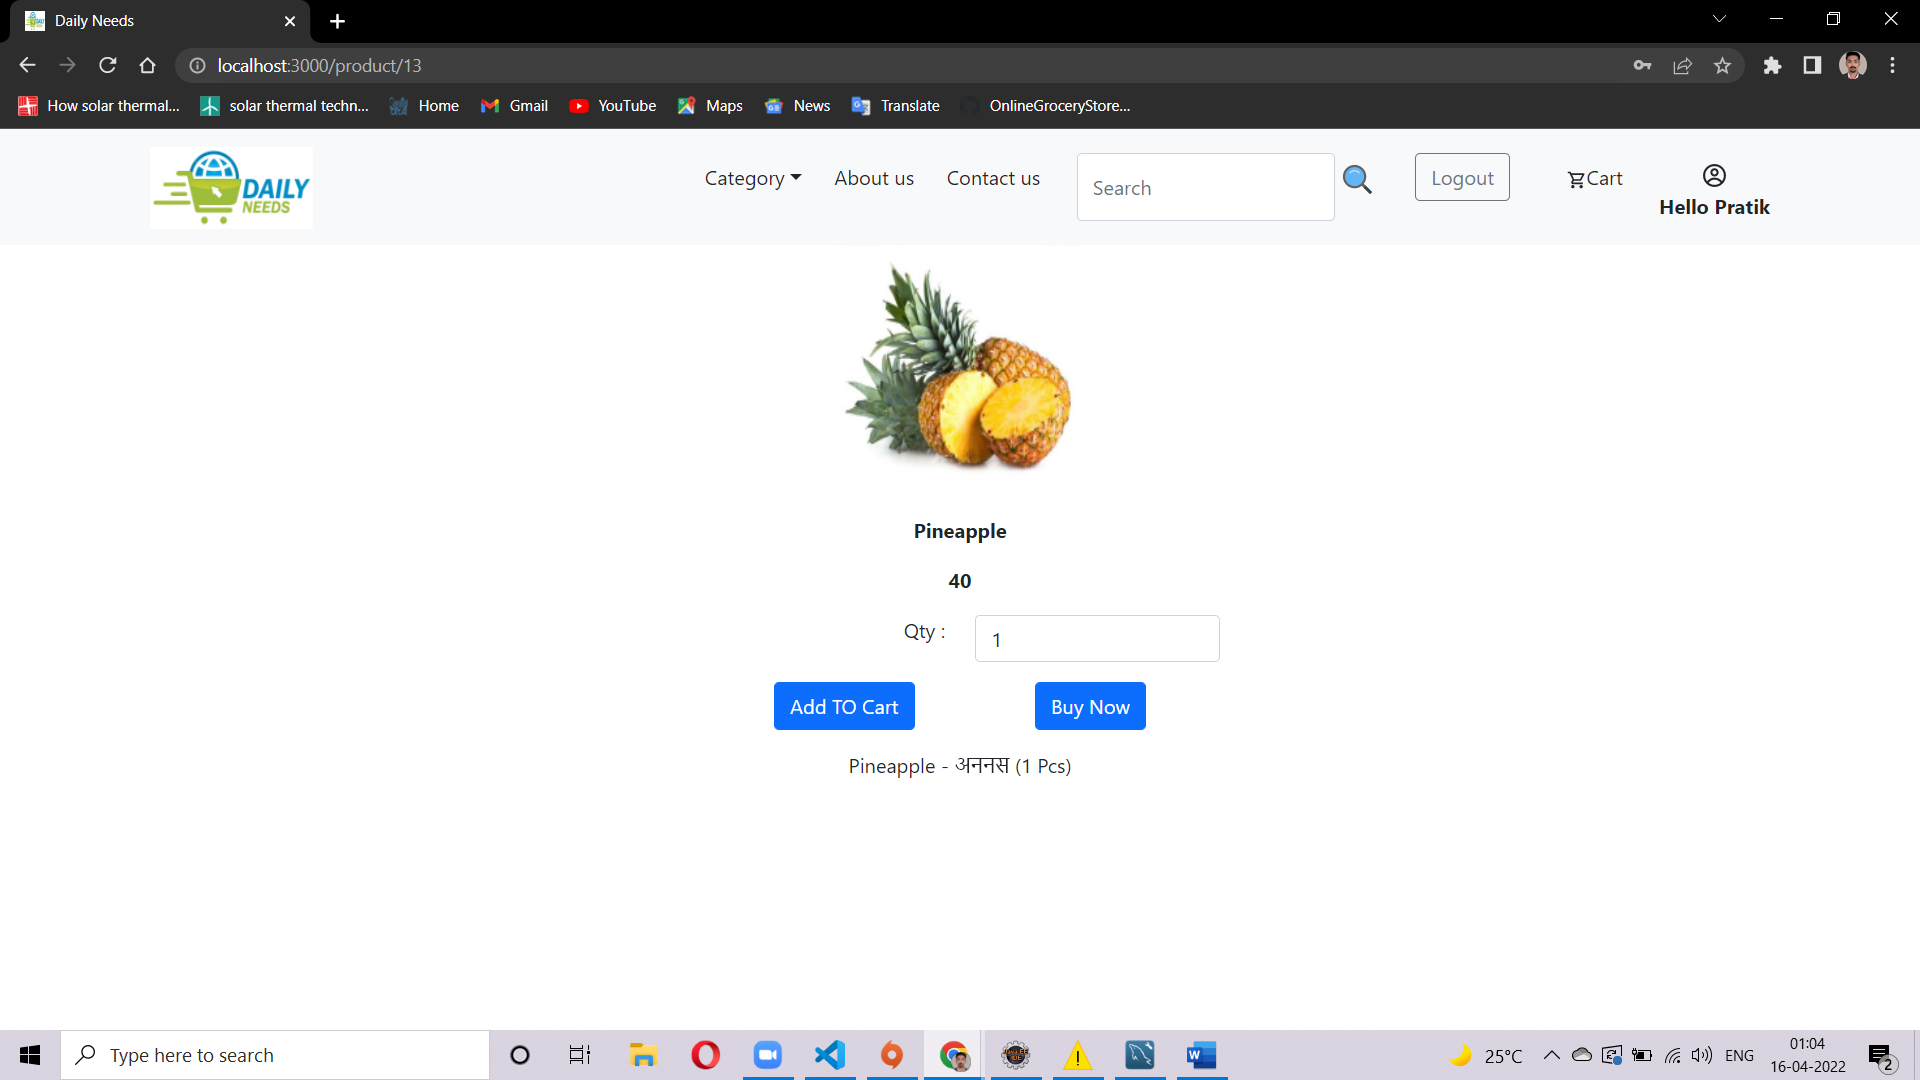 Daily Needs
localhost:3000/product/13
How solar thermal... solar thermal techn... Home Gmail YouTube Maps News Translate OnlineGroceryStore...
DAILY
NEEDS
Category About us Contact us Search Logout Cart
Hello Pratik
Pineapple
40
Qty : 1
Add TO Cart Buy Now
Pineapple - अननस (1 Pcs)
Type here to search 25°C ENG 01:04
16-04-2022 2